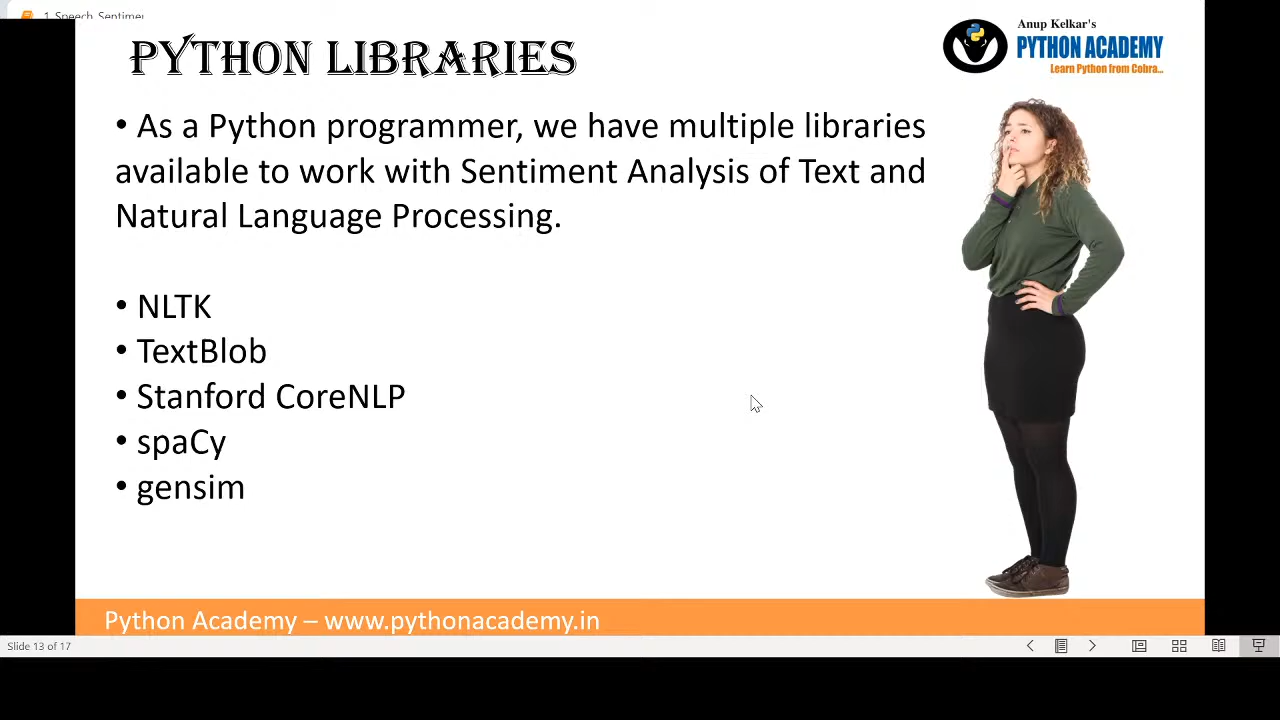 1. Speech_Sentimer
PYTHON LIBRARIES
Anup Kelkar's
PYTHON ACADEMY
Learn Python from Cobra...
• As a Python programmer, we have multiple libraries
available to work with Sentiment Analysis of Text and
Natural Language Processing.
• NLTK
• TextBlob
• Stanford CoreNLP
• spaCy
• gensim
Python Academy – www.pythonacademy.in
Slide 13 of 17